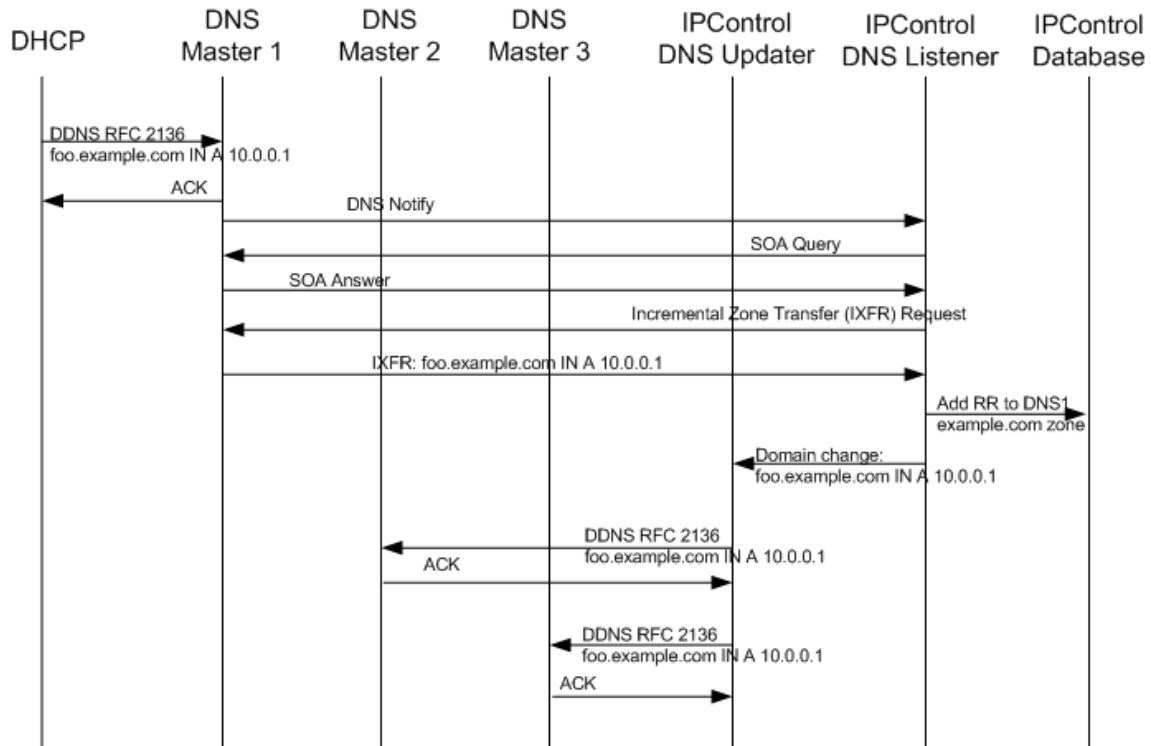 DHCP
DNS
Master 1
DNS
Master 2
DNS
Master 3
IPControl
DNS Updater
IPControl
DNS Listener
IPControl
Database
DDNS RFC 2136
foo.example.com IN A 10.0.0.1
ACK
DNS Notify
SOA Query
SOA Answer
Incremental Zone Transfer (IXFR) Request
IXFR: foo.example.com IN A 10.0.0.1
Add RR to DNS1
example.com zone
Domain change:
foo.example.com IN A 10.0.0.1
DDNS RFC 2136
foo.example.com IN A 10.0.0.1
ACK
DDNS RFC 2136
foo.example.com IN A 10.0.0.1
ACK